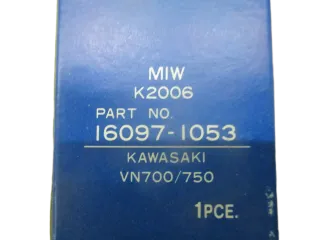 MIW
K2006
PART NO.
16097-1053
KAWASAKI
VN700/750
1PCE.